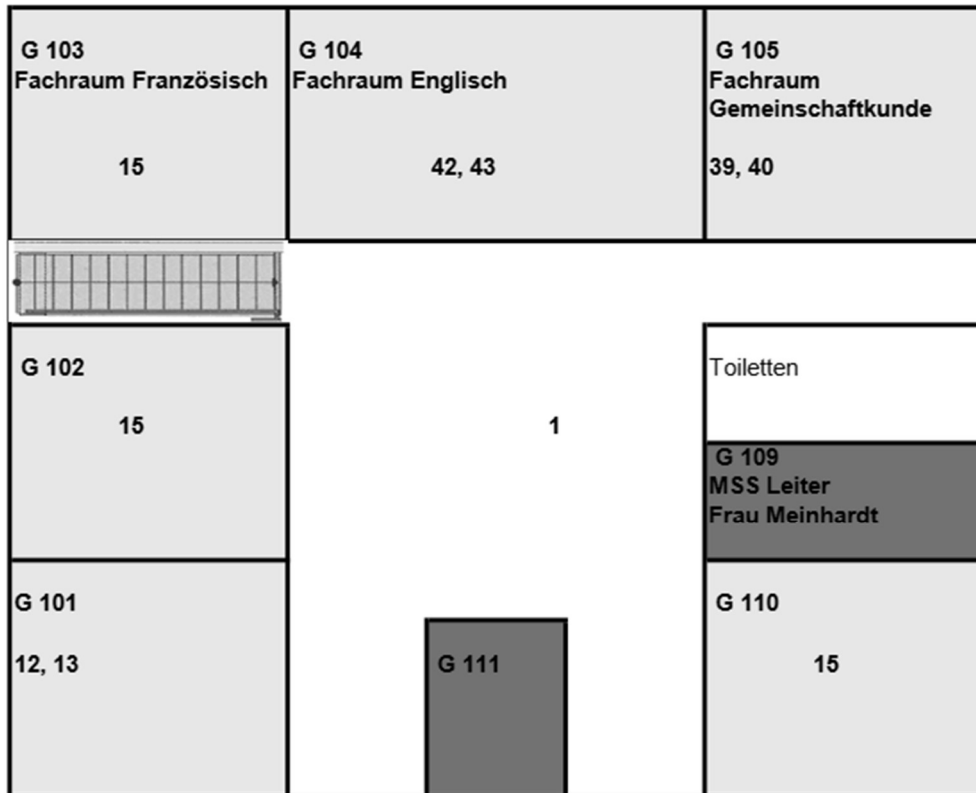 G 103
Fachraum Französisch
15
G 104
Fachraum Englisch
42, 43
G 105
Fachraum
Gemeinschaftkunde
39, 40
G 102
15
1
Toiletten
G 109
MSS Leiter
Frau Meinhardt
G 101
12, 13
G 111
G 110
15